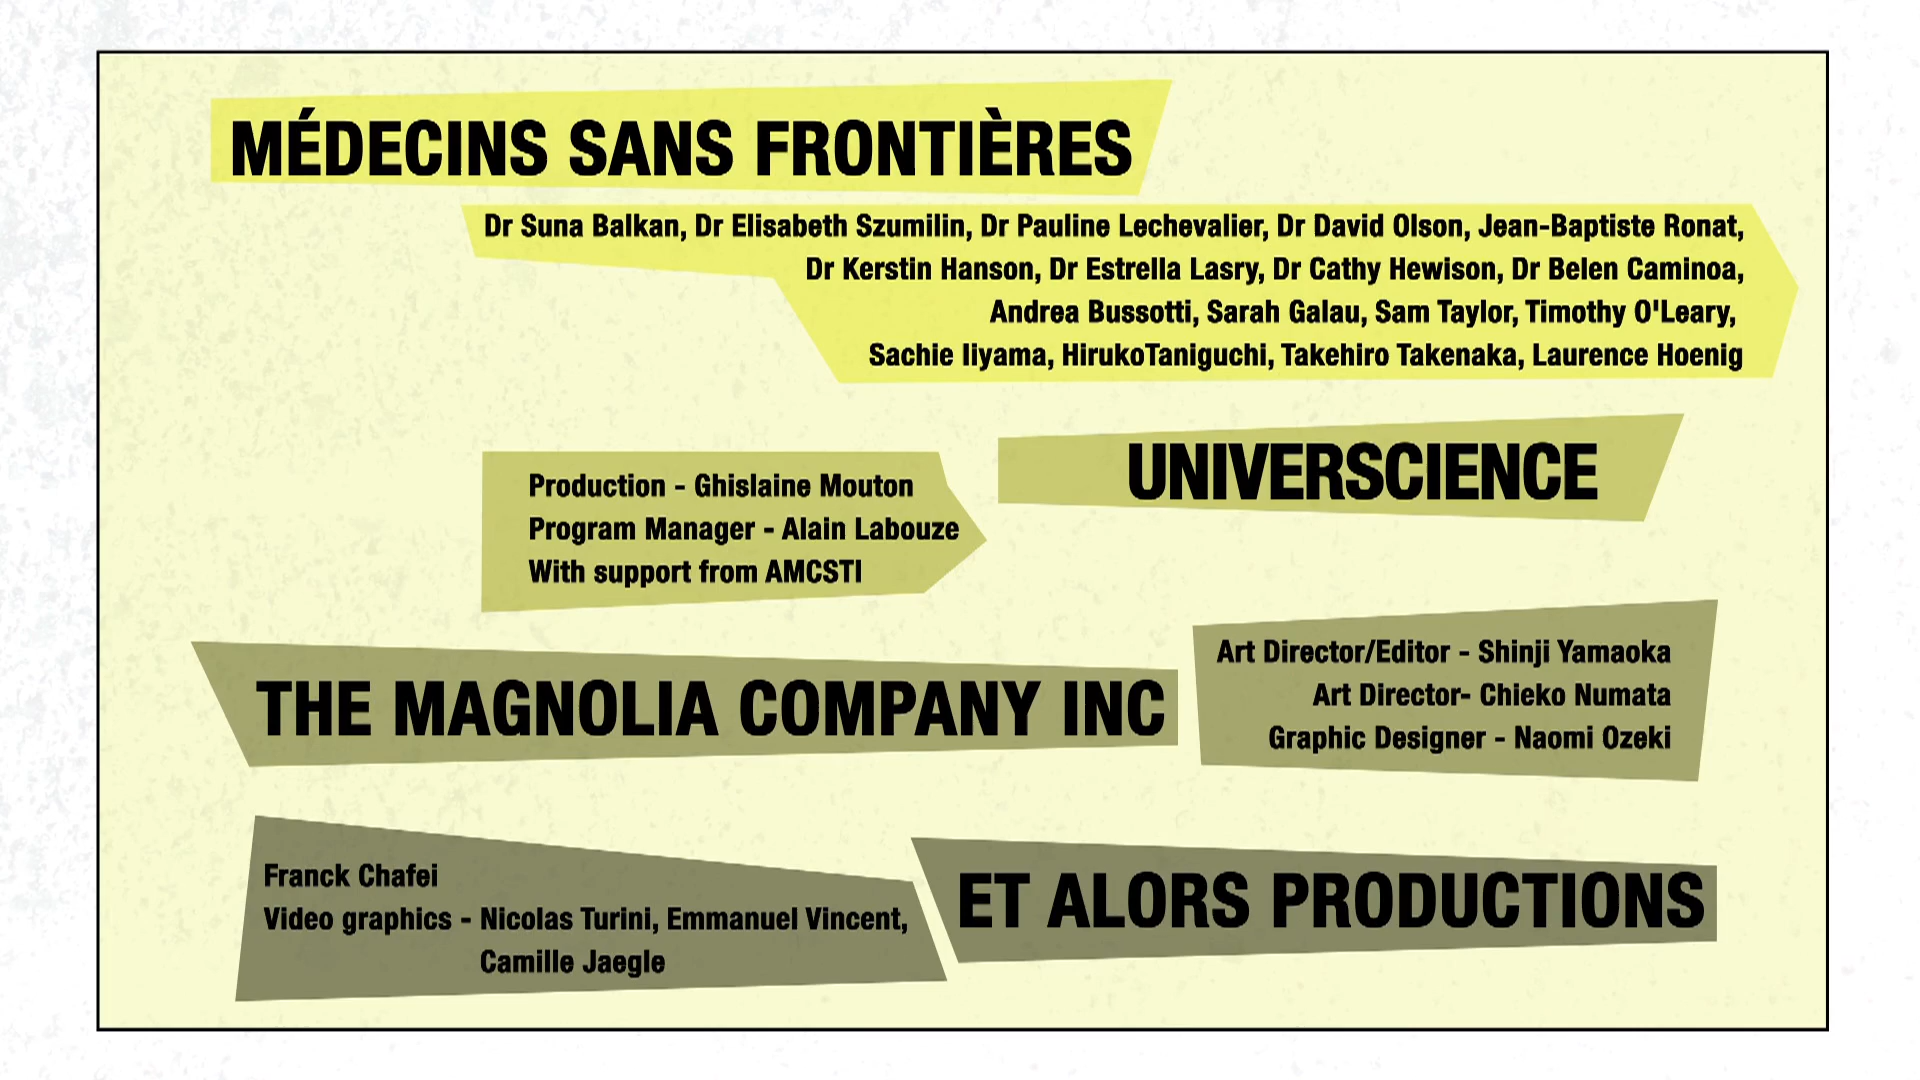 MÉDECINS SANS FRONTIÈRES
Dr Suna Balkan, Dr Elisabeth Szumilin, Dr Pauline Lechevalier, Dr David Olson, Jean-Baptiste Ronat,
Dr Kerstin Hanson, Dr Estrella Lasry, Dr Cathy Hewison, Dr Belen Caminoa,
Andrea Bussotti, Sarah Galau, Sam Taylor, Timothy O'Leary,
Sachie Iiyama, HirukoTaniguchi, Takehiro Takenaka, Laurence Hoenig
UNIVERSCIENCE
Production - Ghislaine Mouton
Program Manager - Alain Labouze
With support from AMCSTI
THE MAGNOLIA COMPANY INC
Art Director/Editor - Shinji Yamaoka
Art Director- Chieko Numata
Graphic Designer - Naomi Ozeki
ET ALORS PRODUCTIONS
Franck Chafei
Video graphics - Nicolas Turini, Emmanuel Vincent,
Camille Jaegle